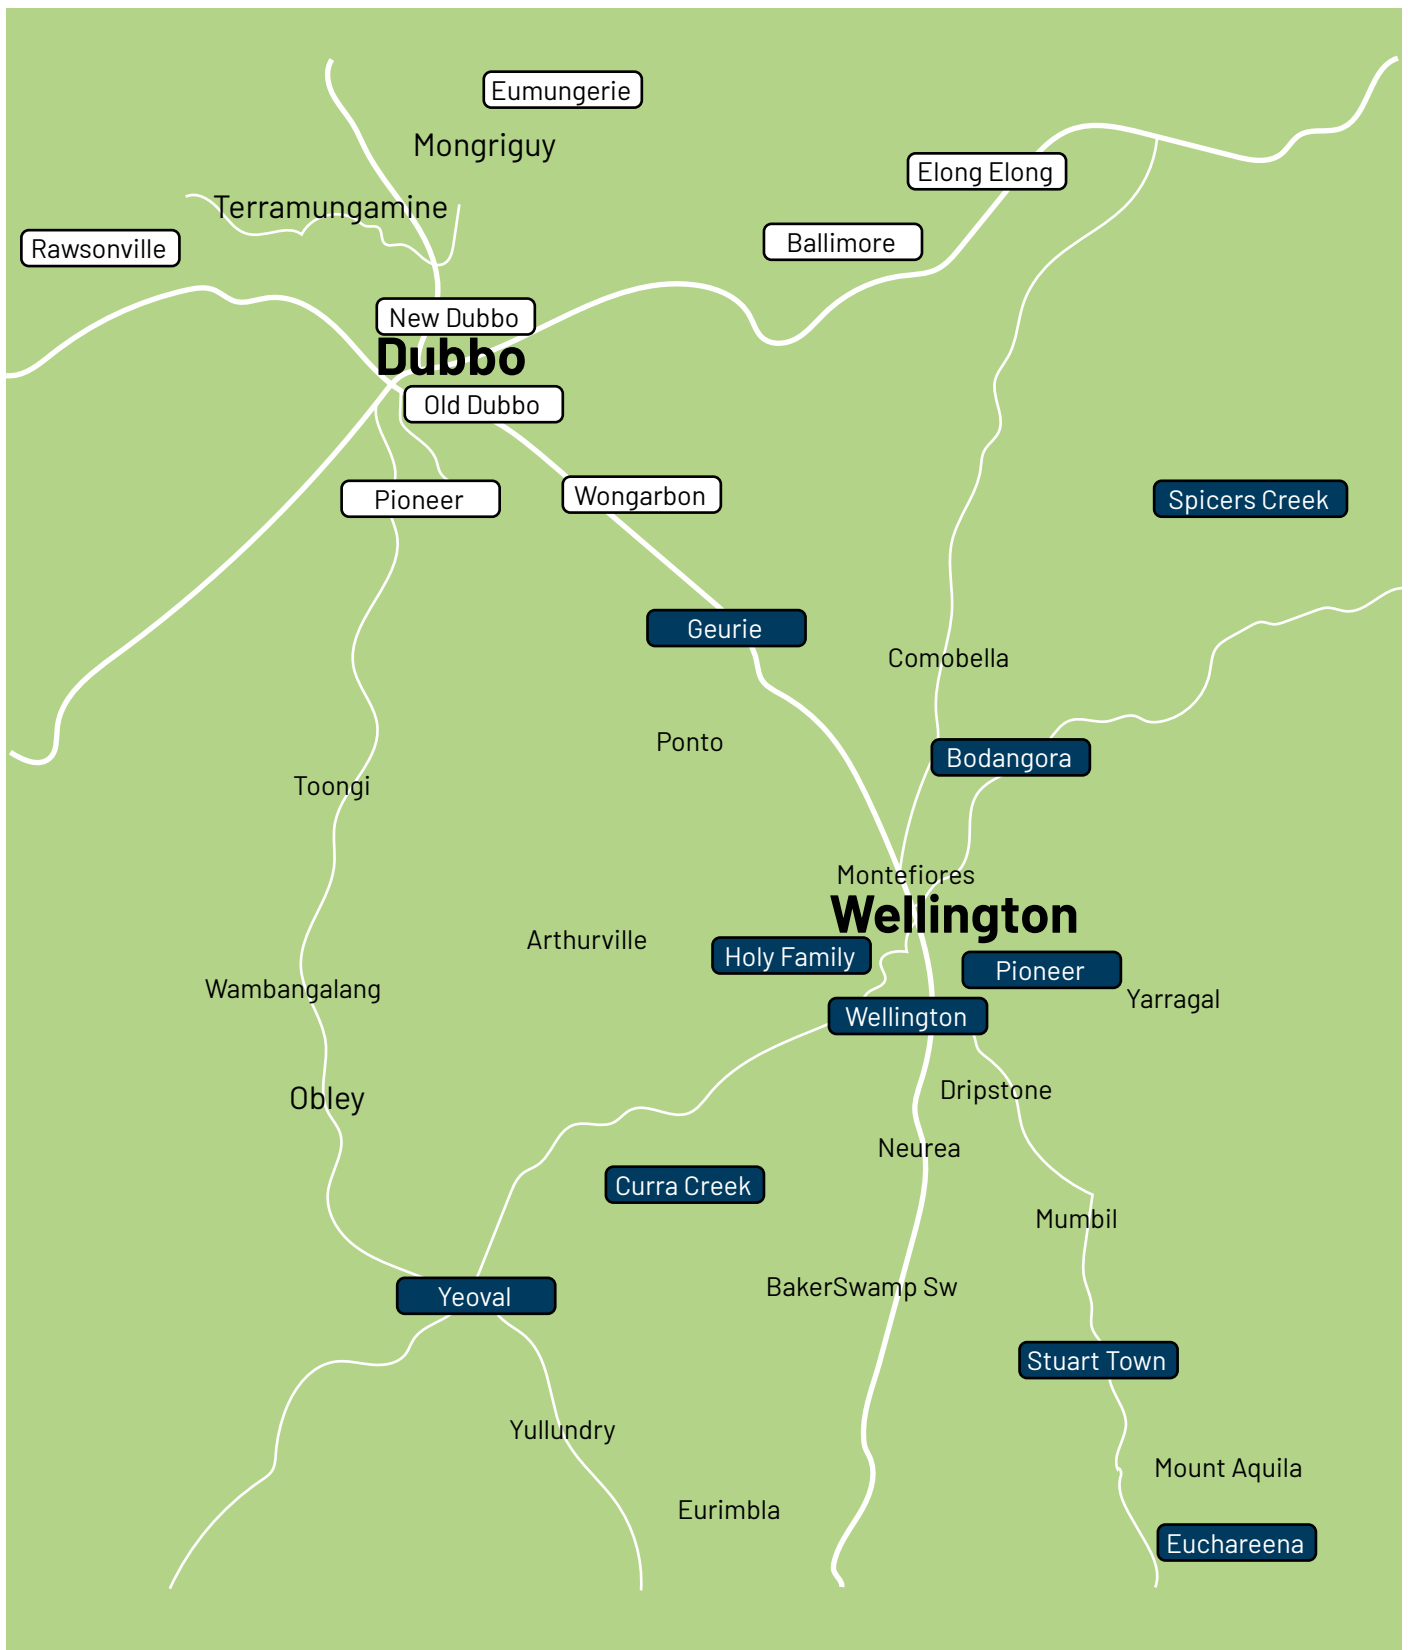 Eumungerie
Mongriguy
Elong Elong
Terramungamine
Ballimore
Rawsonville
New Dubbo
Dubbo
Old Dubbo
Wongarbon
Pioneer
Spicers Creek
Geurie
Comobella
Ponto
Bodangora
Toongi
Montefiores
Wellington
Arthurville
Holy Family
Pioneer
Wambangalang
Yarragal
Wellington
Dripstone
Obley
Neurea
Curra Creek
Mumbil
BakerSwamp Sw
Yeoval
Stuart Town
Yullundry
Mount Aquila
Eurimbla
Euchareena